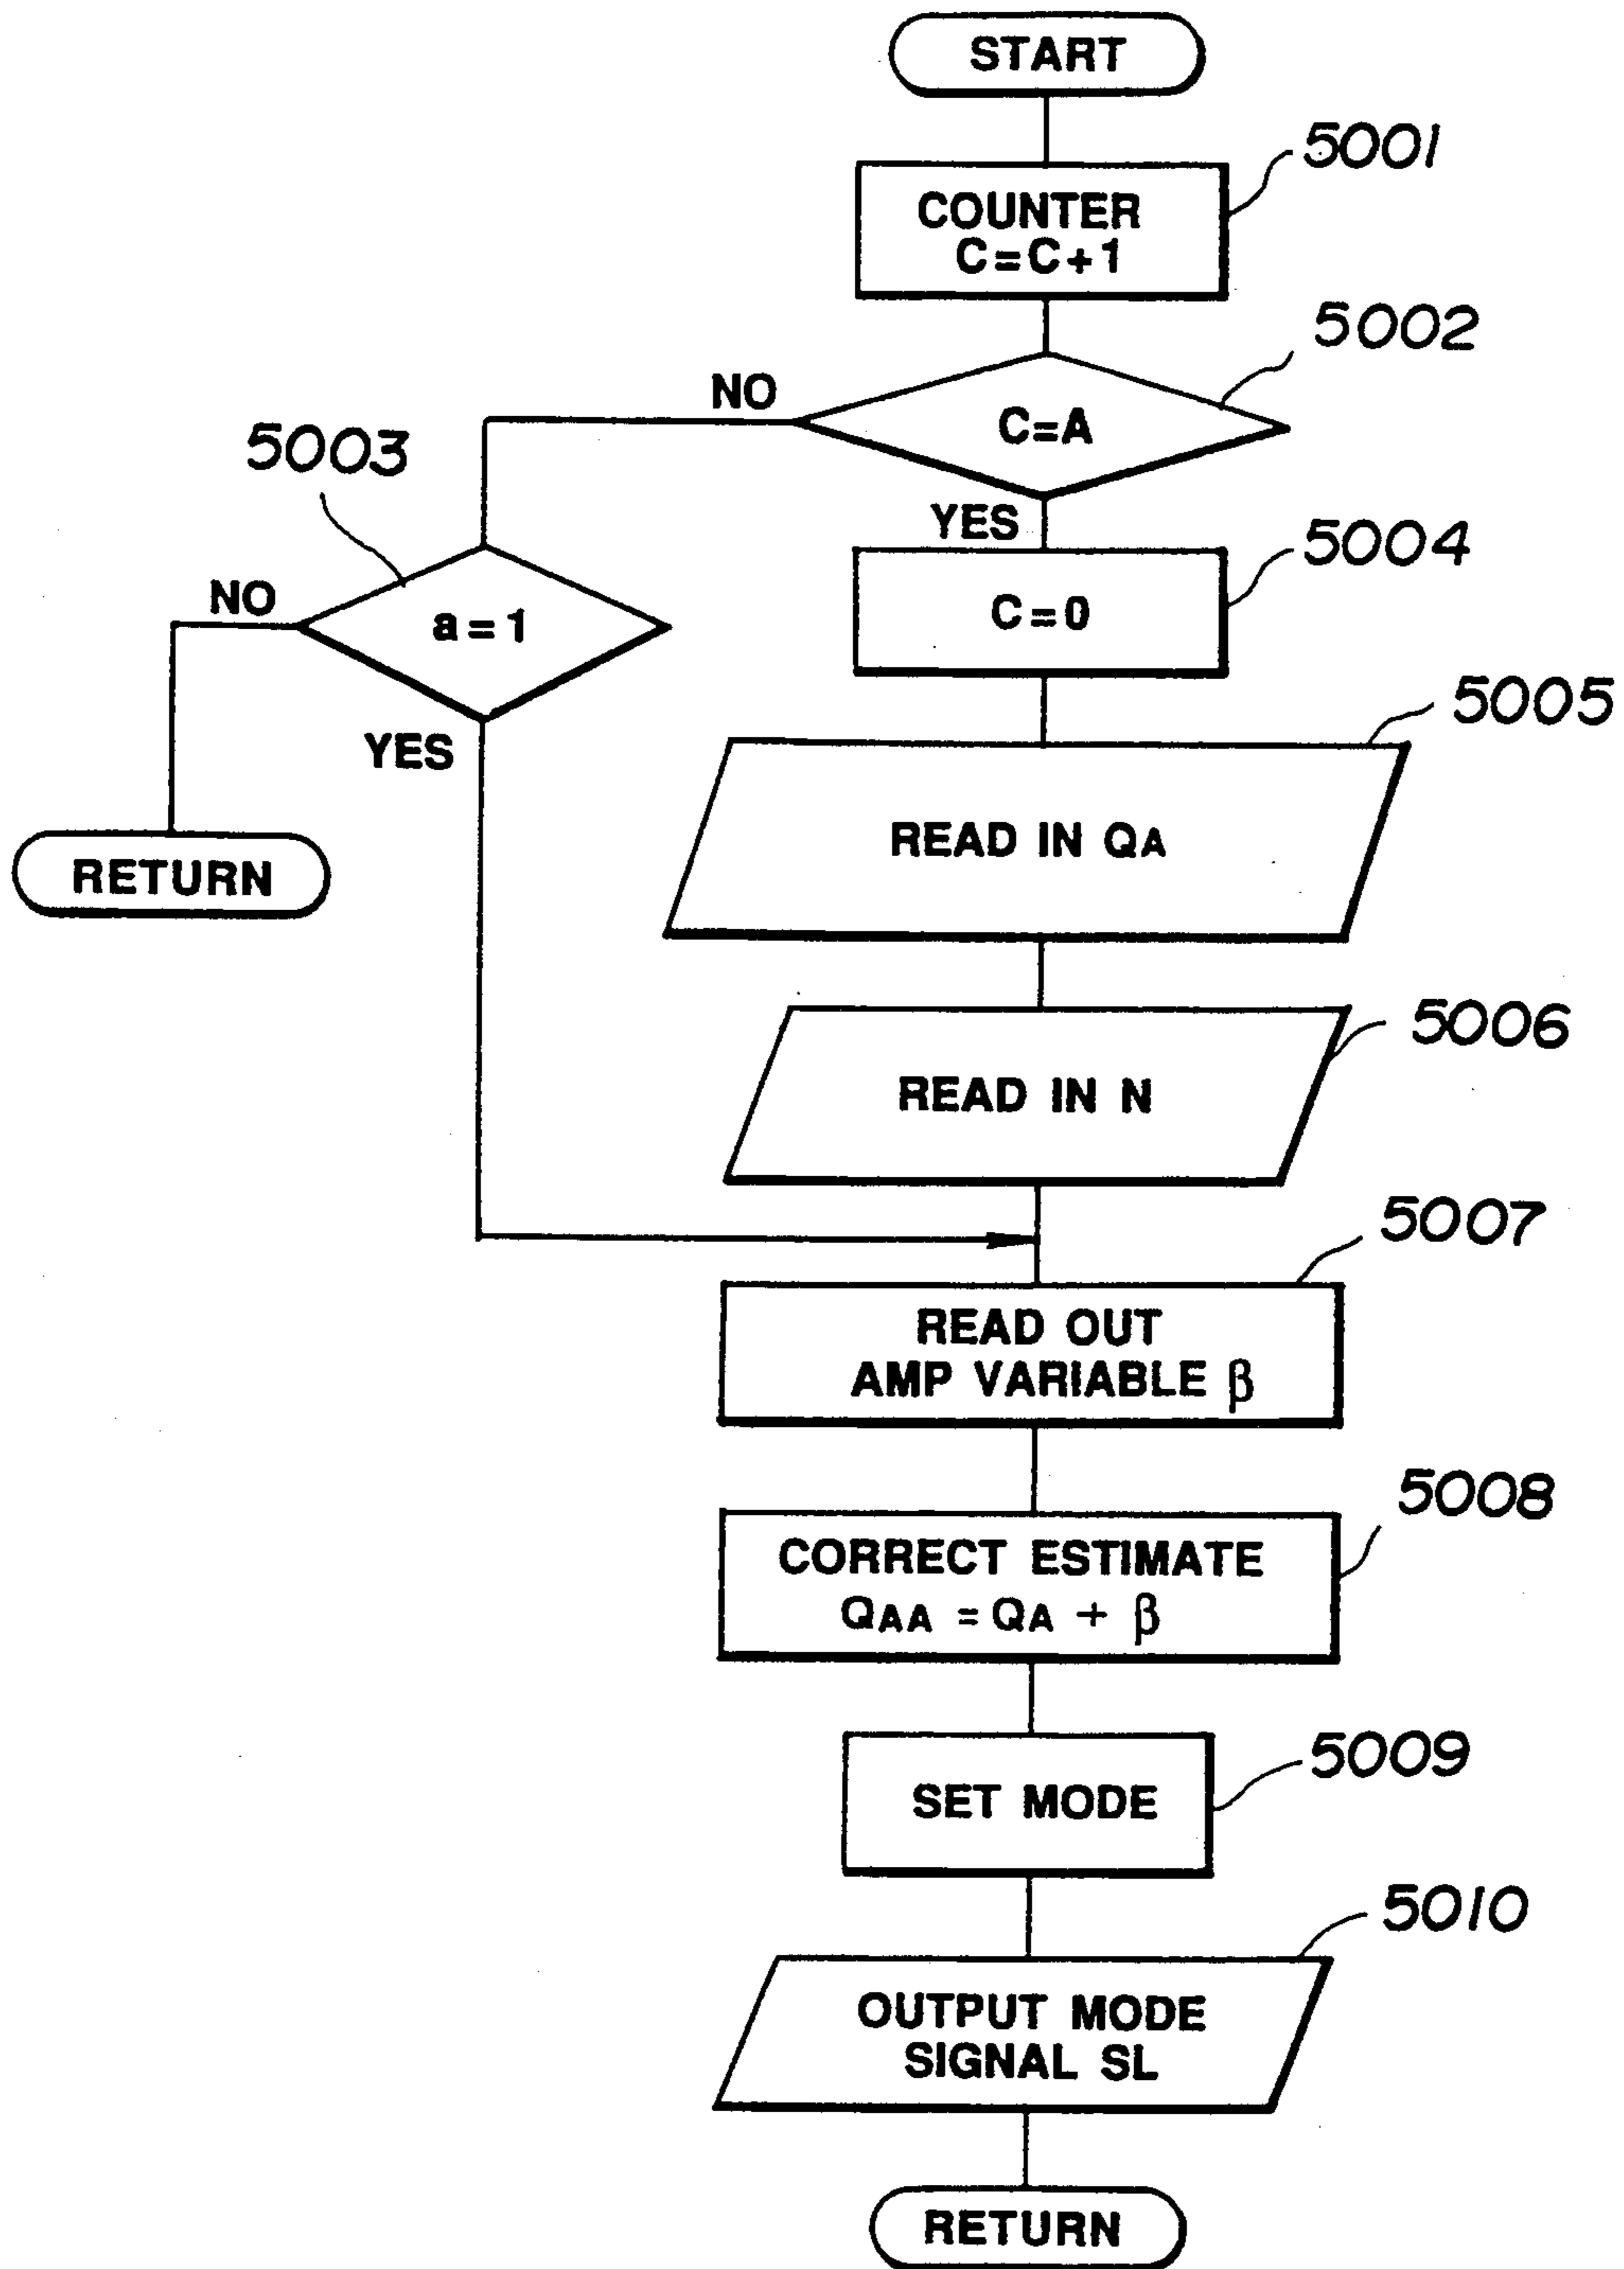 START
5001
COUNTER
C=C+1
5002
NO
C=A
5003
YES
5004
NO
a=1
C=0
5005
YES
READ IN QA
RETURN
5006
READ IN N
5007
READ OUT
AMP VARIABLE β
5008
CORRECT ESTIMATE
QAA = QA + β
5009
SET MODE
5010
OUTPUT MODE
SIGNAL SL
RETURN